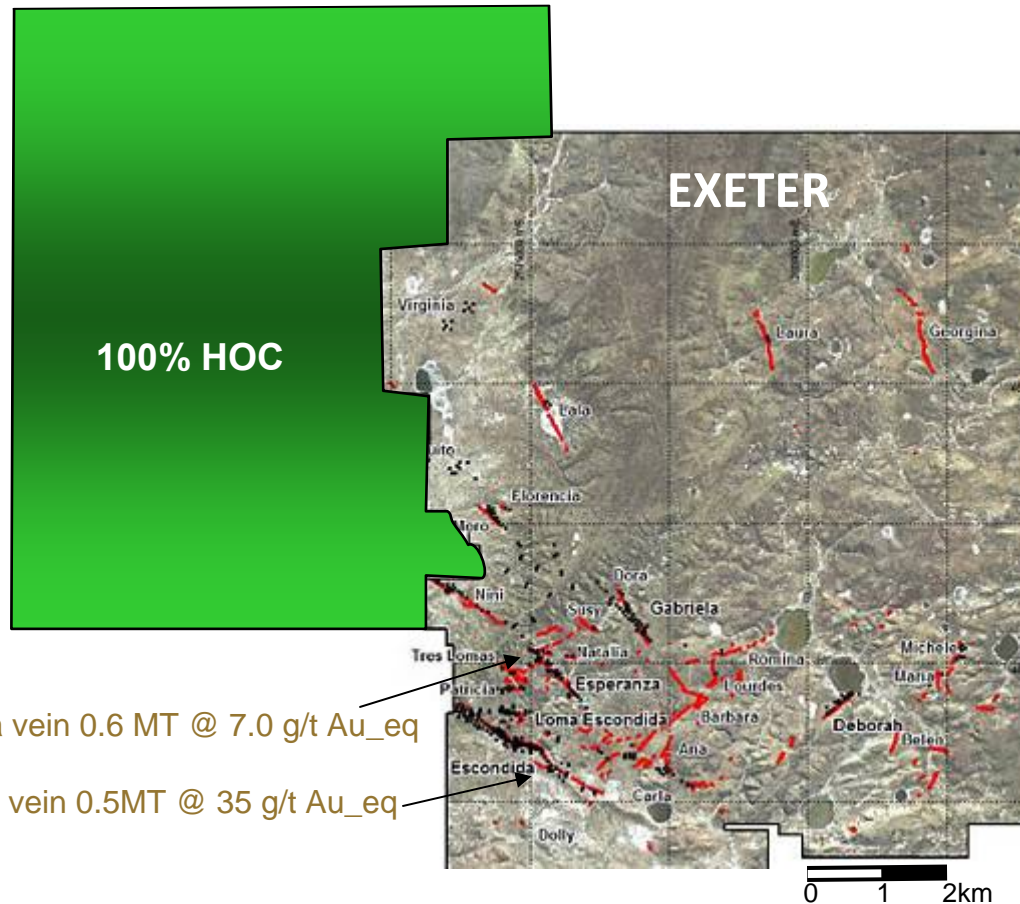 EXETER
Virginia
100% HOC
Laura
Georgina
Lala
Florencia
Moro
Dora
Nini
Susy
Gabriela
Tres Lomas
Natalia
Romina
Michele
Patricia
Esperanza
Lourdes
Maria
vein 0.6 MT @ 7.0 g/t Au_eq
Loma Escondida
Barbara
Deborah
Belen
Ana
Escondida
vein 0.5MT @ 35 g/t Au_eq
Carla
Dolly
0 1 2km